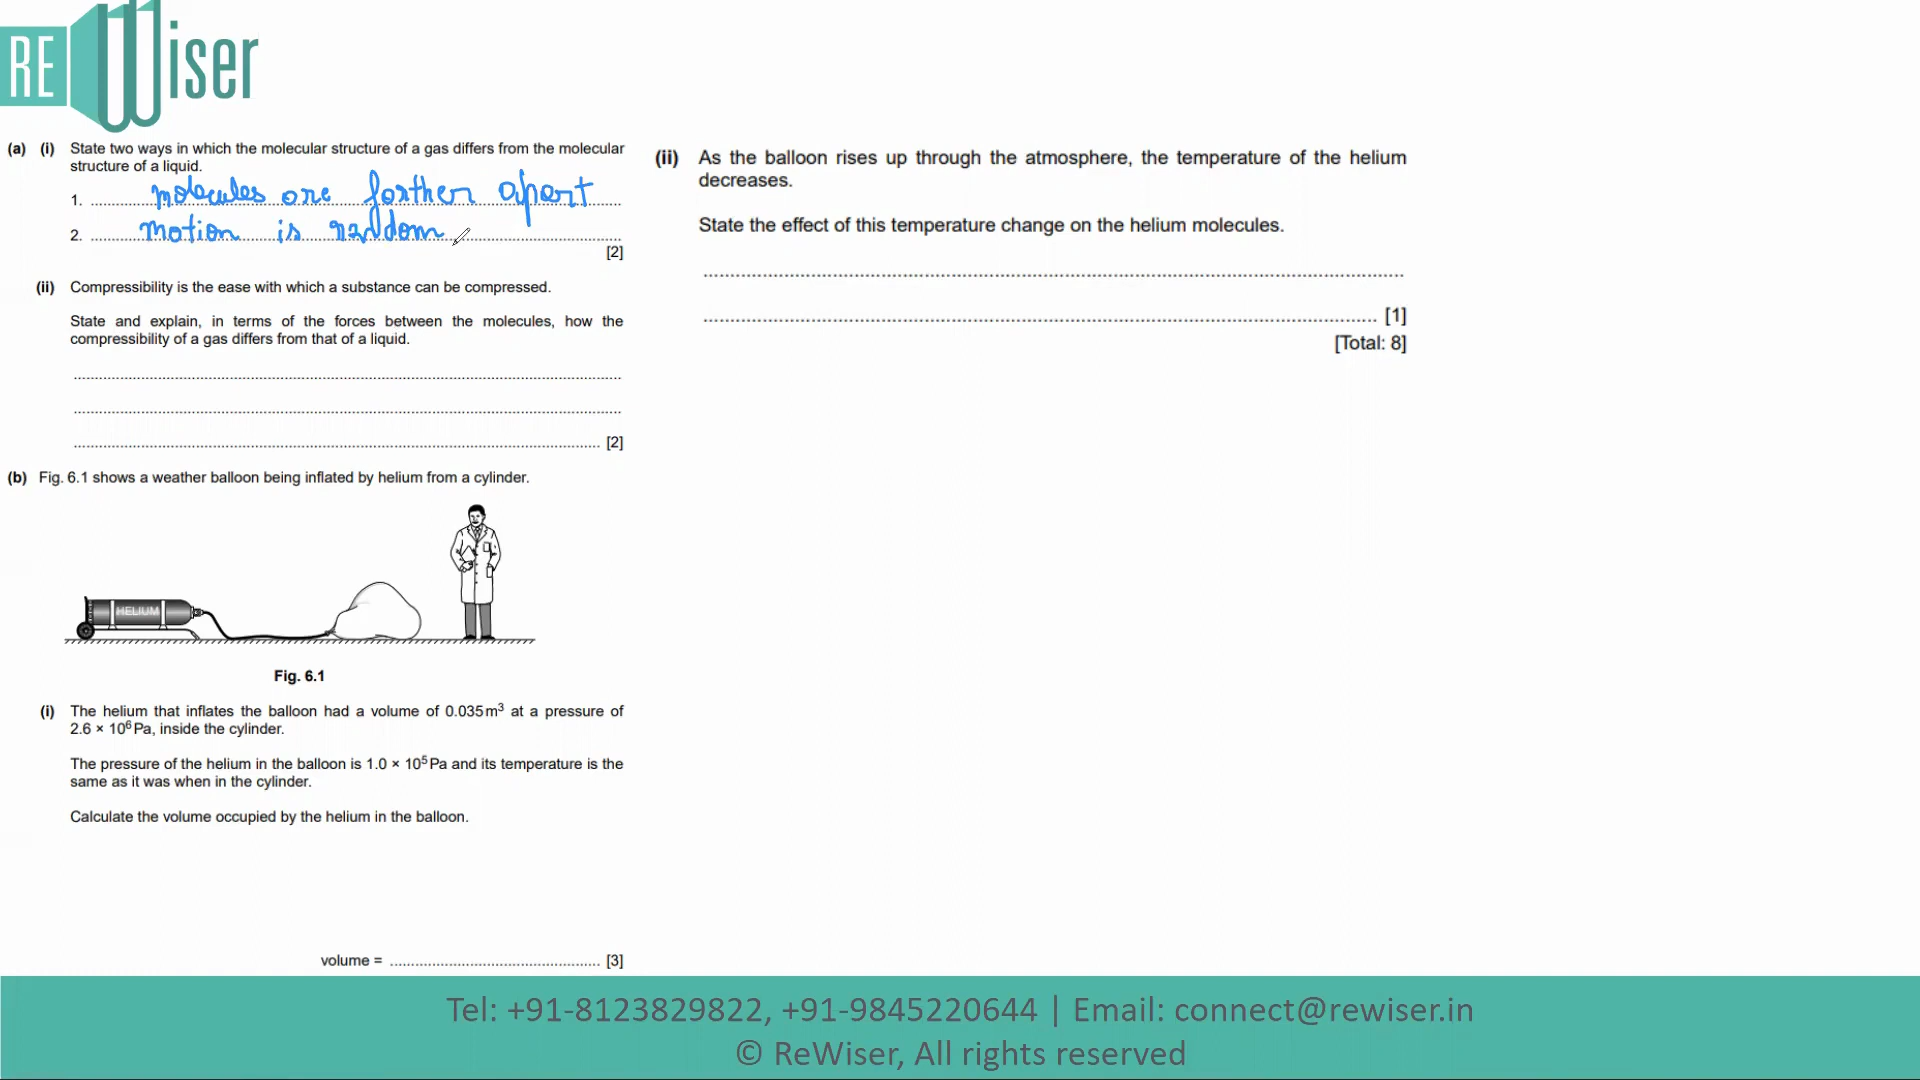 RE Wiser
(a) (i) State two ways in which the molecular structure of a gas differs from the molecular
structure of a liquid.
1. molecules are farther apart
2. motion is random
[2]
(ii) Compressibility is the ease with which a substance can be compressed.
State and explain, in terms of the forces between the molecules, how the
compressibility of a gas differs from that of a liquid.
[2]
(b) Fig. 6.1 shows a weather balloon being inflated by helium from a cylinder.
HELIUM
Fig. 6.1
(i) The helium that inflates the balloon had a volume of 0.035 m³ at a pressure of
2.6 × 10⁶ Pa, inside the cylinder.
The pressure of the helium in the balloon is 1.0 × 10⁵ Pa and its temperature is the
same as it was when in the cylinder.
Calculate the volume occupied by the helium in the balloon.
volume = ............ [3]
(ii) As the balloon rises up through the atmosphere, the temperature of the helium
decreases.
State the effect of this temperature change on the helium molecules.
[1]
[Total: 8]
Tel: +91-8123829822, +91-9845220644 | Email: connect@rewiser.in
© ReWiser, All rights reserved